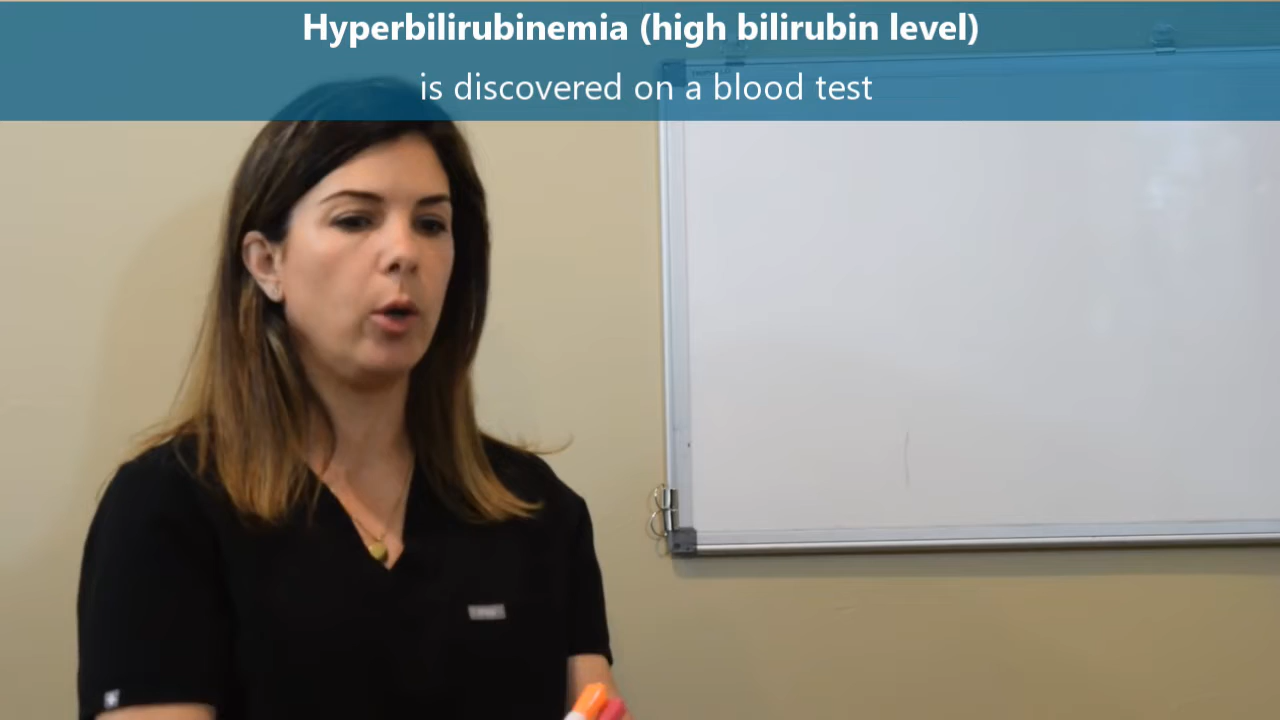 Hyperbilirubinemia (high bilirubin level)
is discovered on a blood test